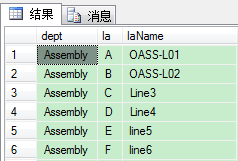 结果 消息
dept la laName
1 Assembly A OASS-L01
2 Assembly B OASS-L02
3 Assembly C Line3
4 Assembly D Line4
5 Assembly E line5
6 Assembly F line6